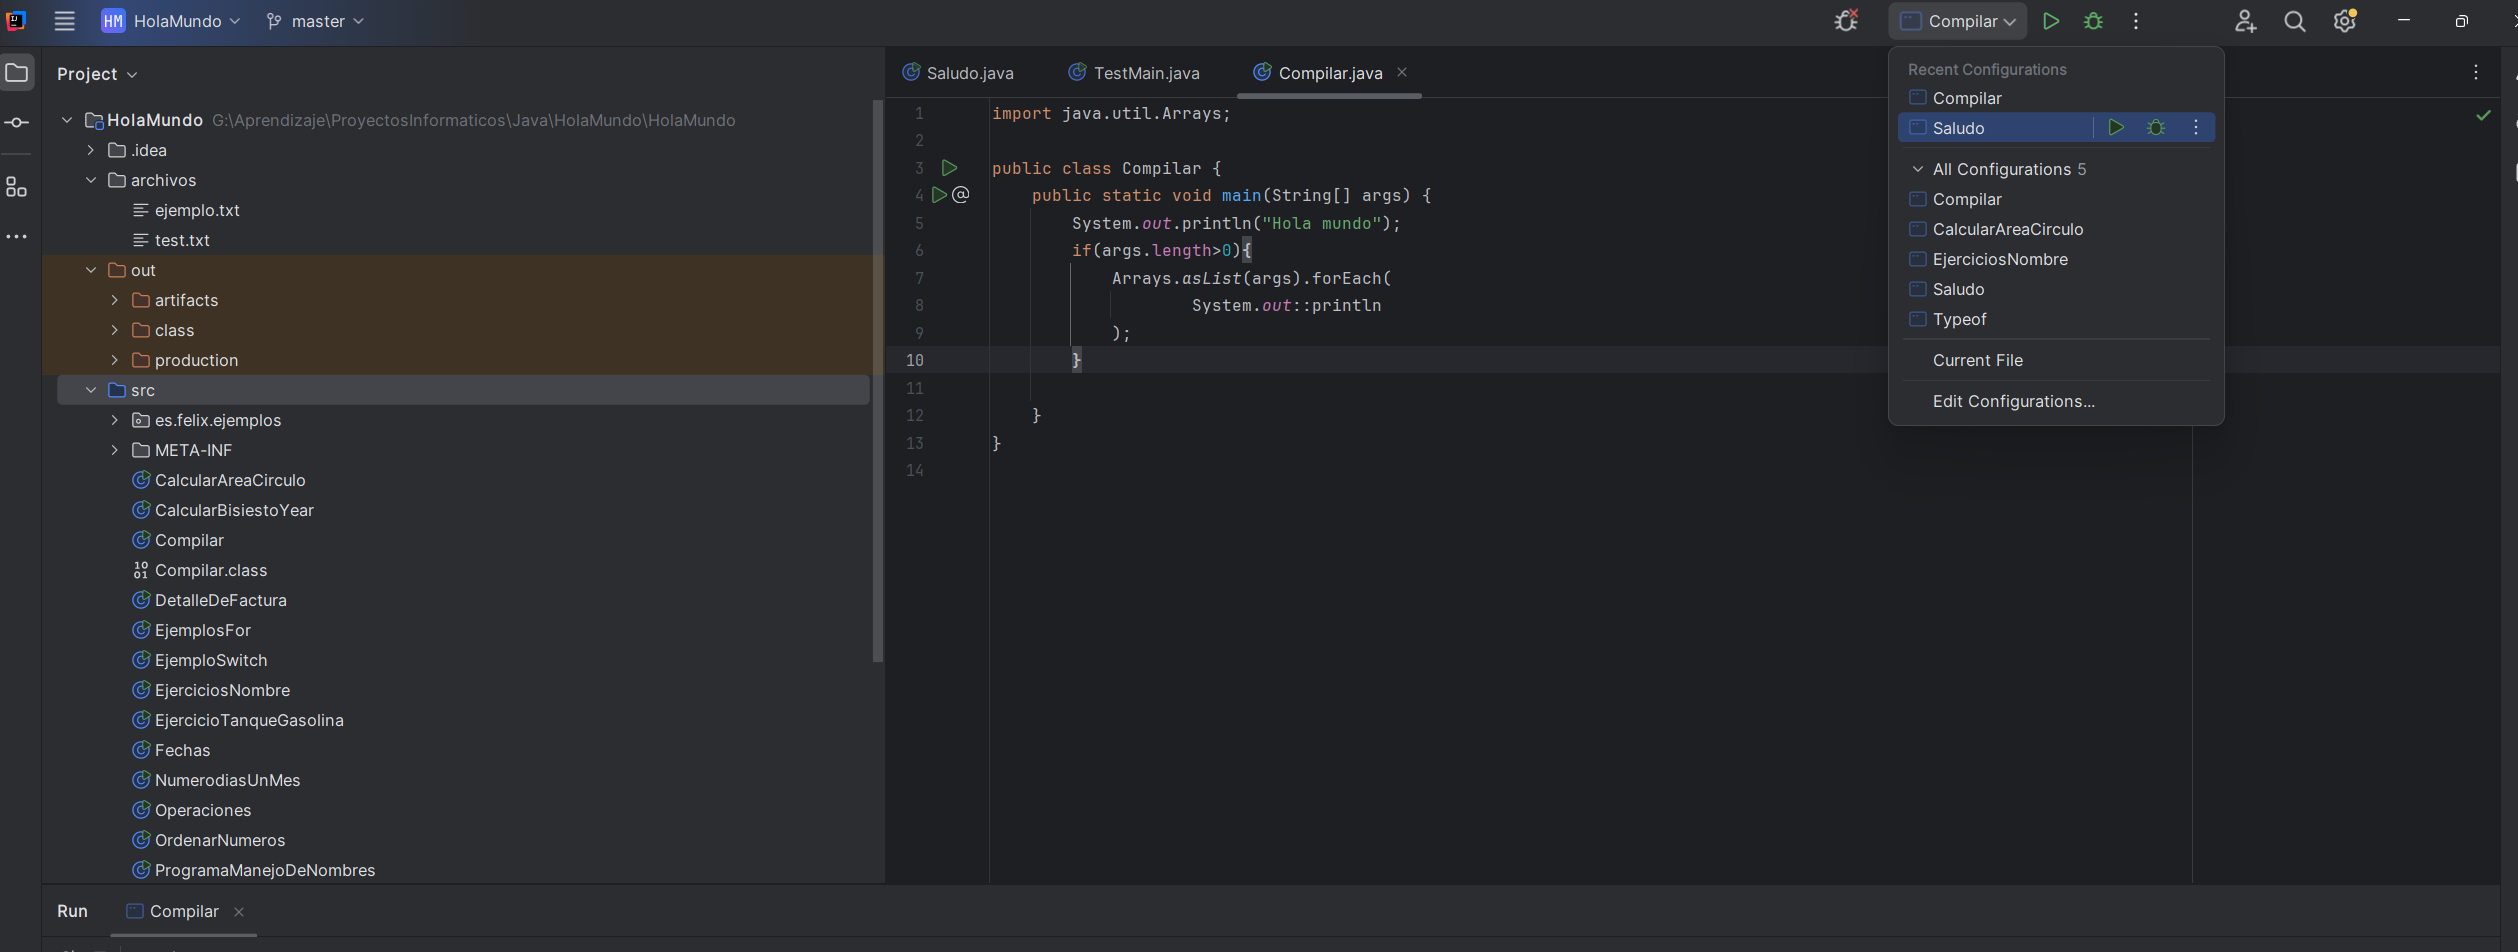 HM HolaMundo master
Compilar
Project
HolaMundo G:\Aprendizaje\ProyectosInformaticos\Java\HolaMundo\HolaMundo
.idea
archivos
ejemplo.txt
test.txt
out
artifacts
class
production
src
es.felix.ejemplos
META-INF
CalcularAreaCirculo
CalcularBisiestoYear
Compilar
Compilar.class
DetalleDeFactura
EjemplosFor
EjemploSwitch
EjerciciosNombre
EjercicioTanqueGasolina
Fechas
NumerodiasUnMes
Operaciones
OrdenarNumeros
ProgramaManejoDeNombres
Saludo.java TestMain.java Compilar.java
1 import java.util.Arrays;
2
3 public class Compilar {
4 public static void main(String[] args) {
5 System.out.println("Hola mundo");
6 if(args.length>0){
7 Arrays.asList(args).forEach(
8 System.out::println
9 );
10 }
11
12 }
13 }
14
Recent Configurations
Compilar
Saludo
All Configurations 5
Compilar
CalcularAreaCirculo
EjerciciosNombre
Saludo
Typeof
Current File
Edit Configurations...
Run Compilar